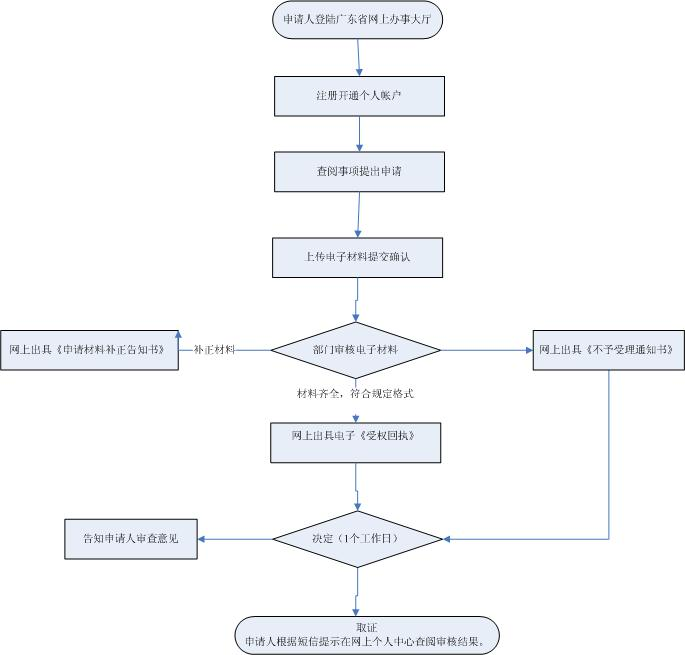 申请人登陆广东省网上办事大厅
注册开通个人帐户
查阅事项提出申请
上传电子材料提交确认
网上出具《申请材料补正告知书》
补正材料
部门审核电子材料
网上出具《不予受理通知书》
材料齐全，符合规定格式
网上出具电子《受权回执》
告知申请人审查意见
决定（1个工作日）
取证
申请人根据短信提示在网上个人中心查阅审核结果。